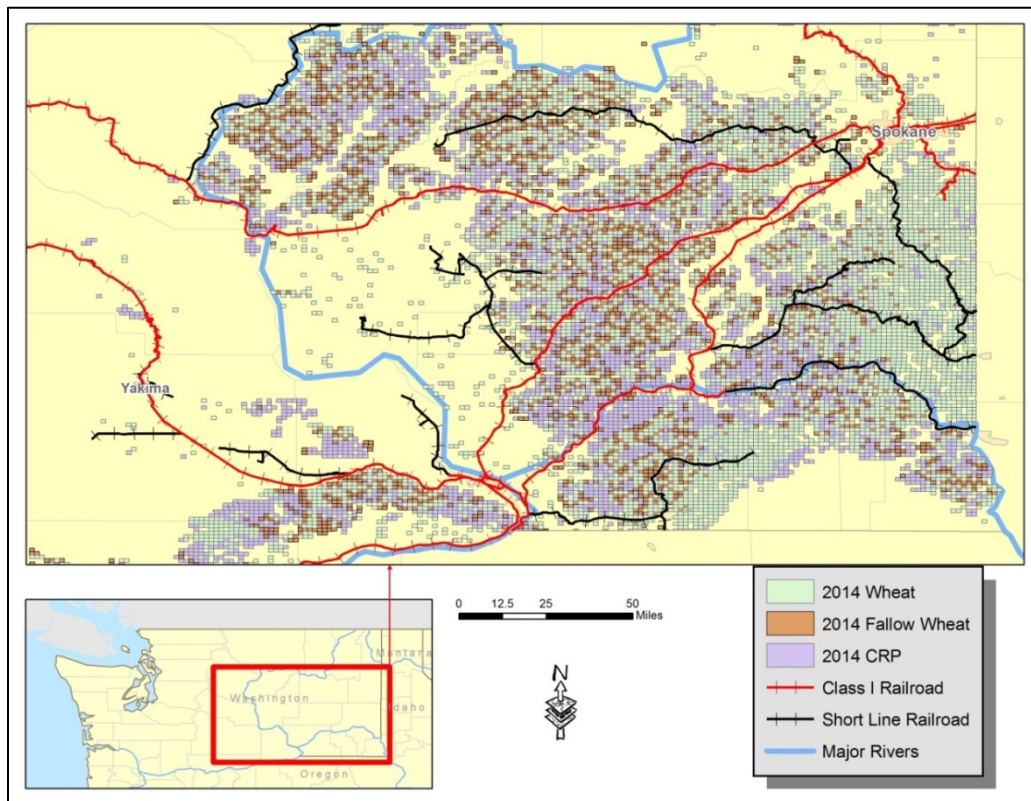 Spokane
Yakima
2014 Wheat
2014 Fallow Wheat
2014 CRP
Class I Railroad
Short Line Railroad
Major Rivers
0 12.5 25 50
Miles
N
Montana
Washington
Idaho
Oregon